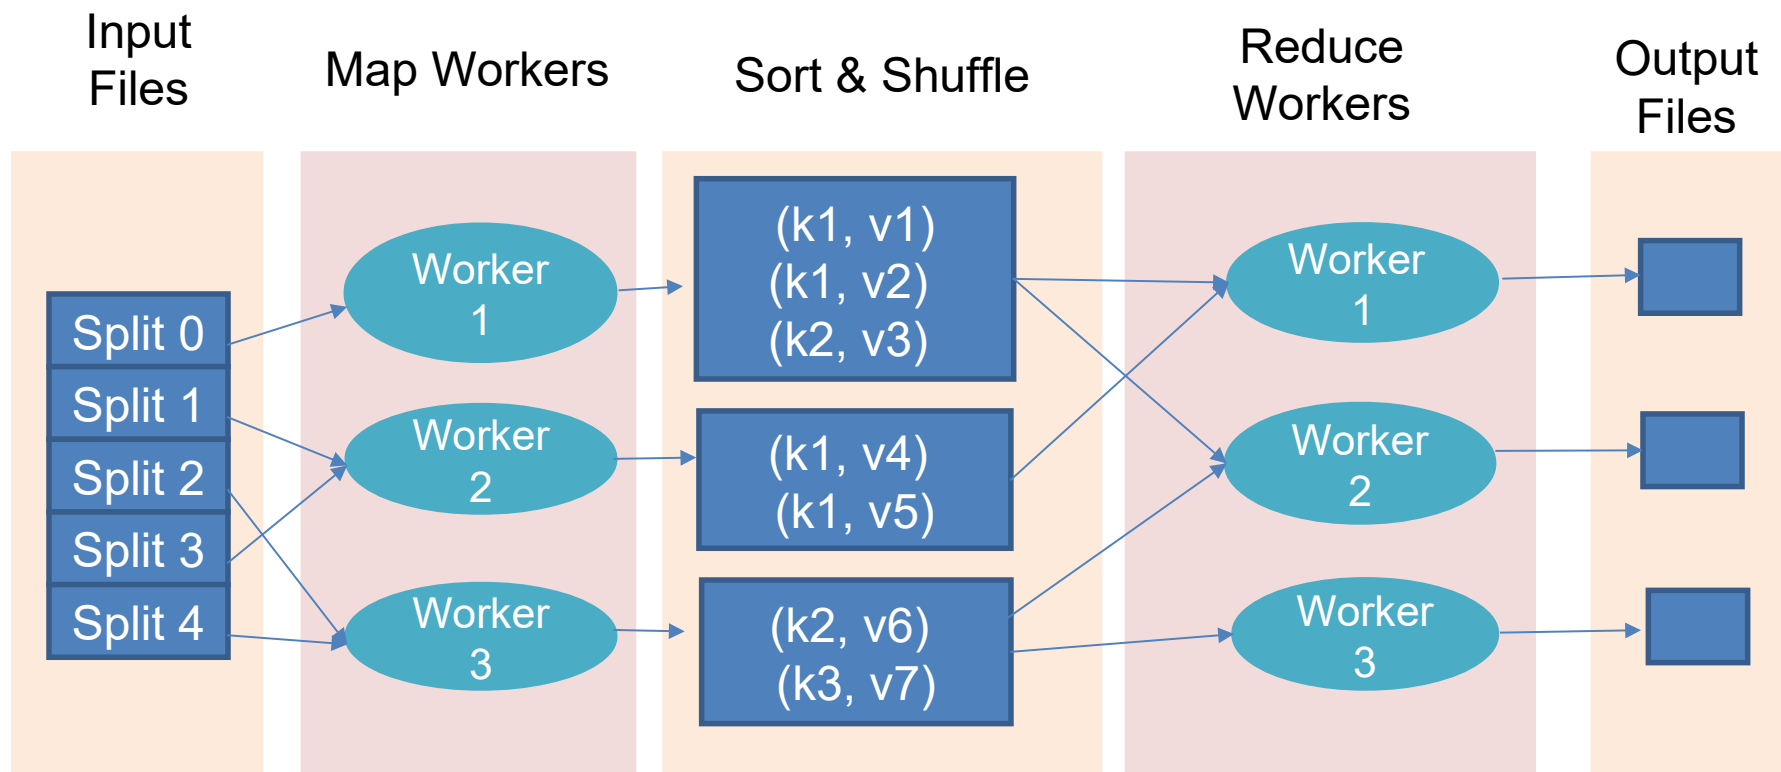 Input
Files
Map Workers
Sort & Shuffle
Reduce
Workers
Output
Files
Split 0
Split 1
Split 2
Split 3
Split 4
Worker
1
Worker
2
Worker
3
(k1, v1)
(k1, v2)
(k2, v3)
(k1, v4)
(k1, v5)
(k2, v6)
(k3, v7)
Worker
1
Worker
2
Worker
3